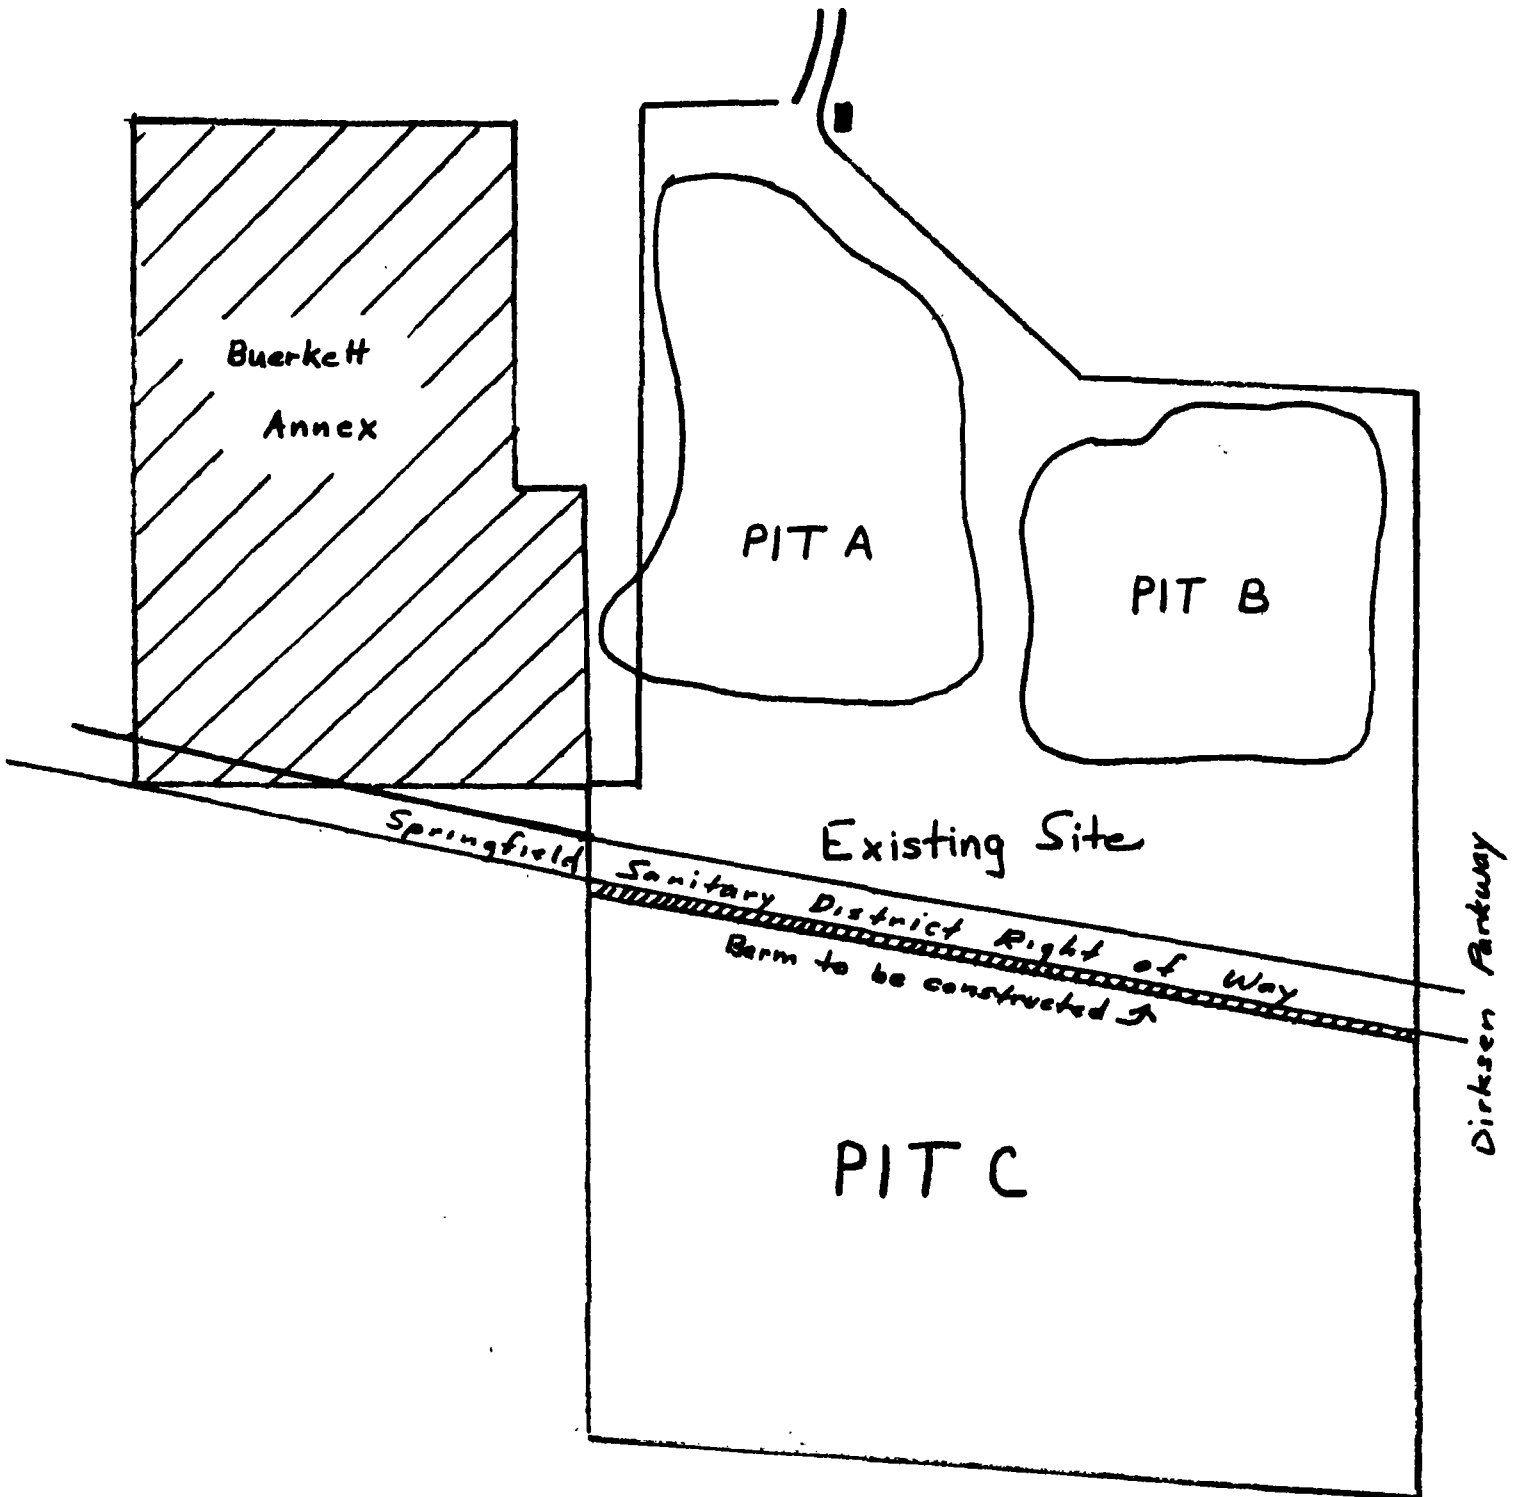 Buerkett
Annex
PIT A
PIT B
Existing Site
Springfield Sanitary District Right of Way
Berm to be constructed
PIT C
Dirksen Parkway